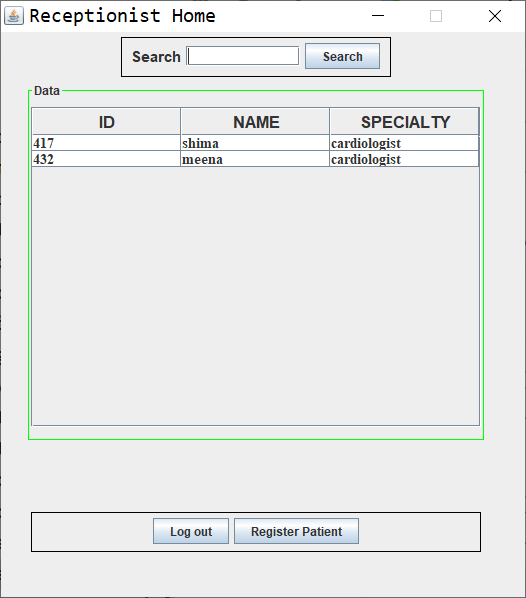 Receptionist Home
Search Search
Data
ID NAME SPECIALTY
417 shima cardiologist
432 meena cardiologist
Log out Register Patient